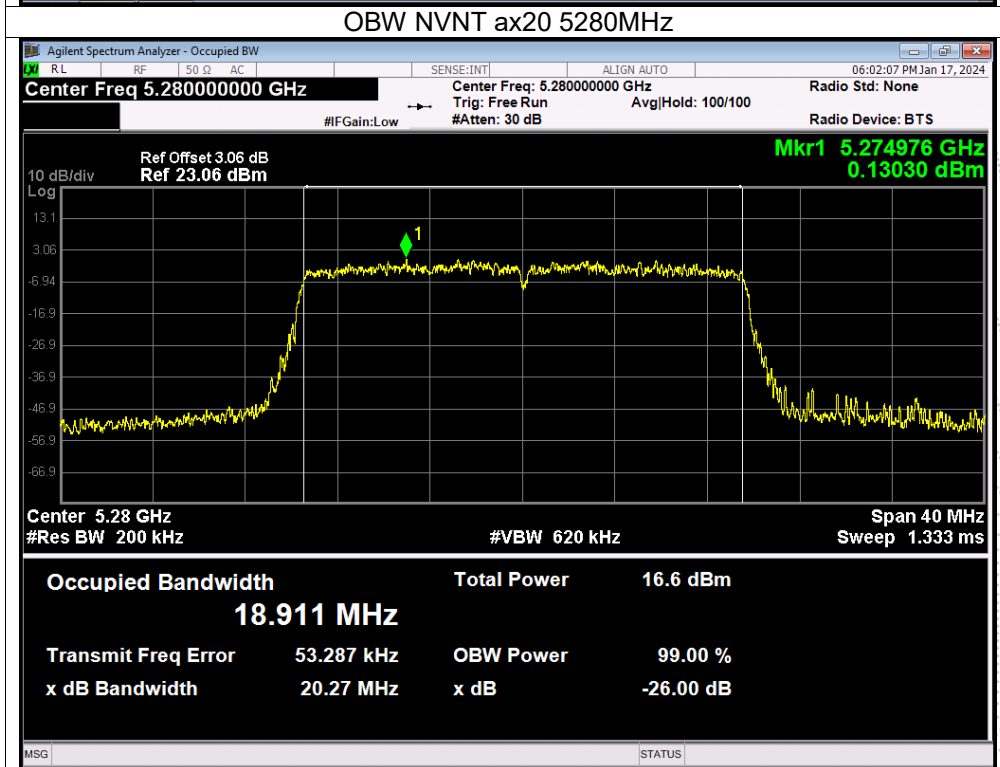 OBW NVNT ax20 5280MHz
Agilent Spectrum Analyzer - Occupied BW
LXI RL RF 50 Ω AC SENSE:INT ALIGN AUTO 06:02:07 PM Jan 17, 2024
Center Freq 5.280000000 GHz Center Freq: 5.280000000 GHz Radio Std: None
Trig: Free Run Avg|Hold: 100/100
#IFGain:Low #Atten: 30 dB Radio Device: BTS
Mkr1 5.274976 GHz
0.13030 dBm
Ref Offset 3.06 dB
10 dB/div Ref 23.06 dBm
Log
13.1
1
3.06
-6.94
-16.9
-26.9
-36.9
-46.9
-56.9
-66.9
Center 5.28 GHz Span 40 MHz
#Res BW 200 kHz #VBW 620 kHz Sweep 1.333 ms
Occupied Bandwidth Total Power 16.6 dBm
18.911 MHz
Transmit Freq Error 53.287 kHz OBW Power 99.00 %
x dB Bandwidth 20.27 MHz x dB -26.00 dB
MSG STATUS